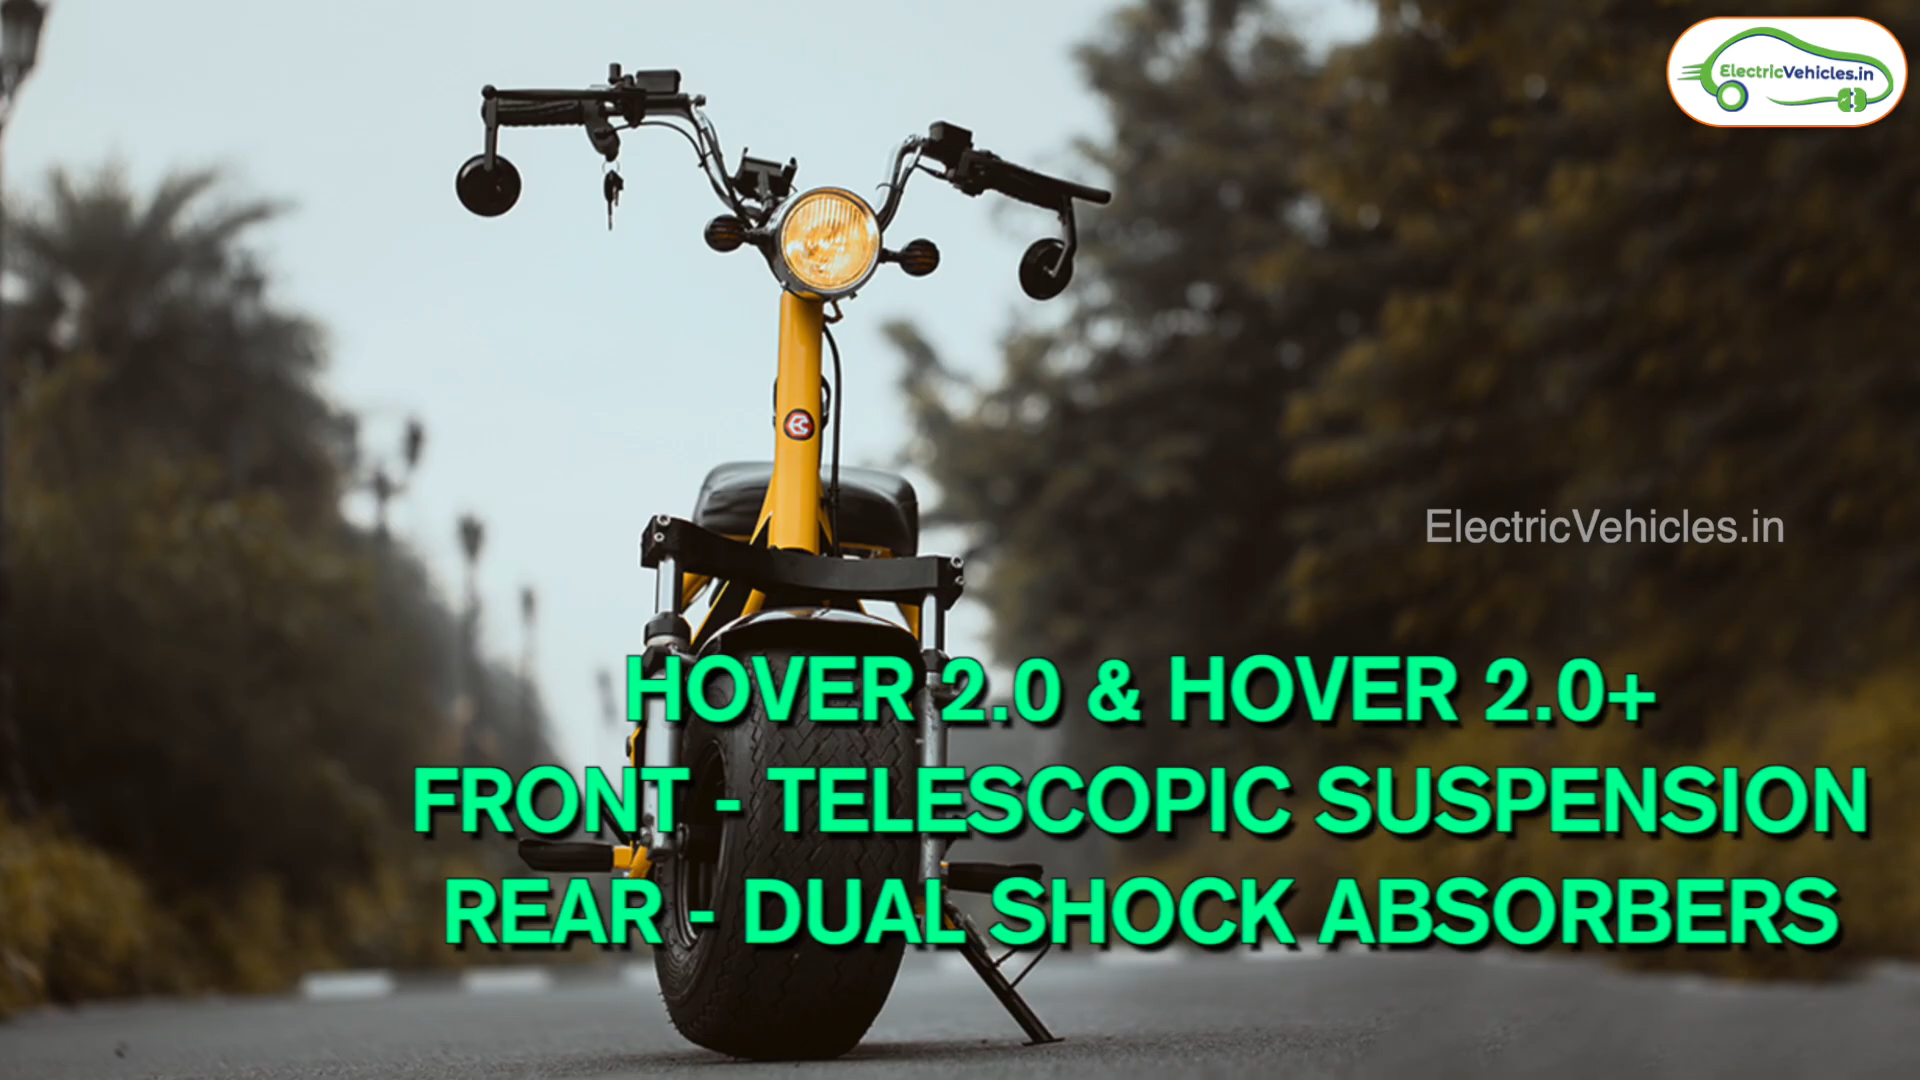 ElectricVehicles.in
ElectricVehicles.in
HOVER 2.0 & HOVER 2.0+
FRONT - TELESCOPIC SUSPENSION
REAR - DUAL SHOCK ABSORBERS